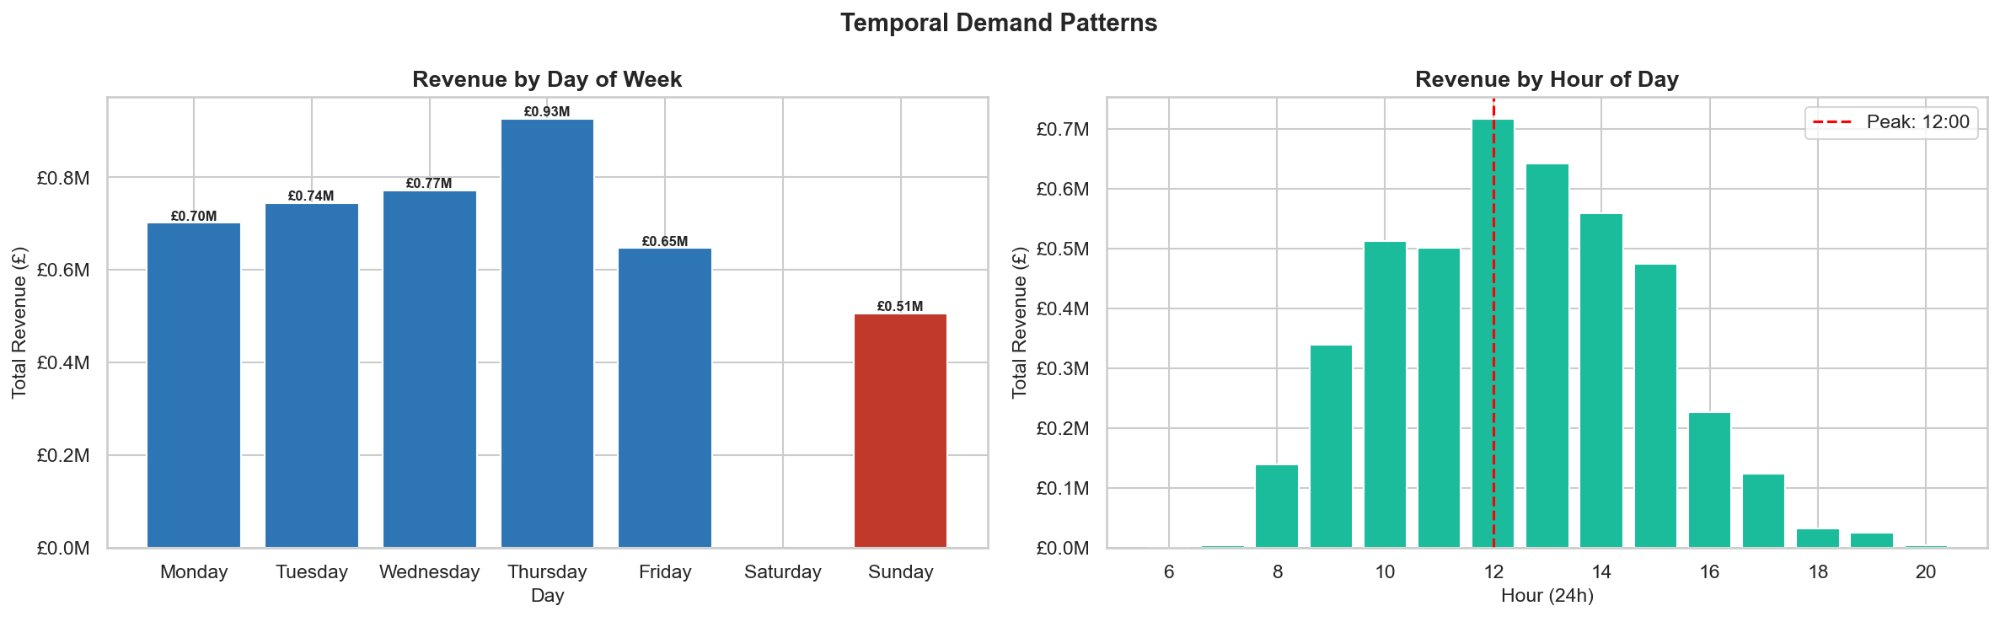 Temporal Demand Patterns
Revenue by Day of Week
£0.93M
£0.8M
£0.77M
£0.74M
£0.70M
£0.65M
£0.6M
£0.51M
£0.4M
£0.2M
£0.0M
Total Revenue (£)
Monday Tuesday Wednesday Thursday Friday Saturday Sunday
Day
Revenue by Hour of Day
Peak: 12:00
£0.7M
£0.6M
£0.5M
£0.4M
£0.3M
£0.2M
£0.1M
£0.0M
Total Revenue (£)
6 8 10 12 14 16 18 20
Hour (24h)